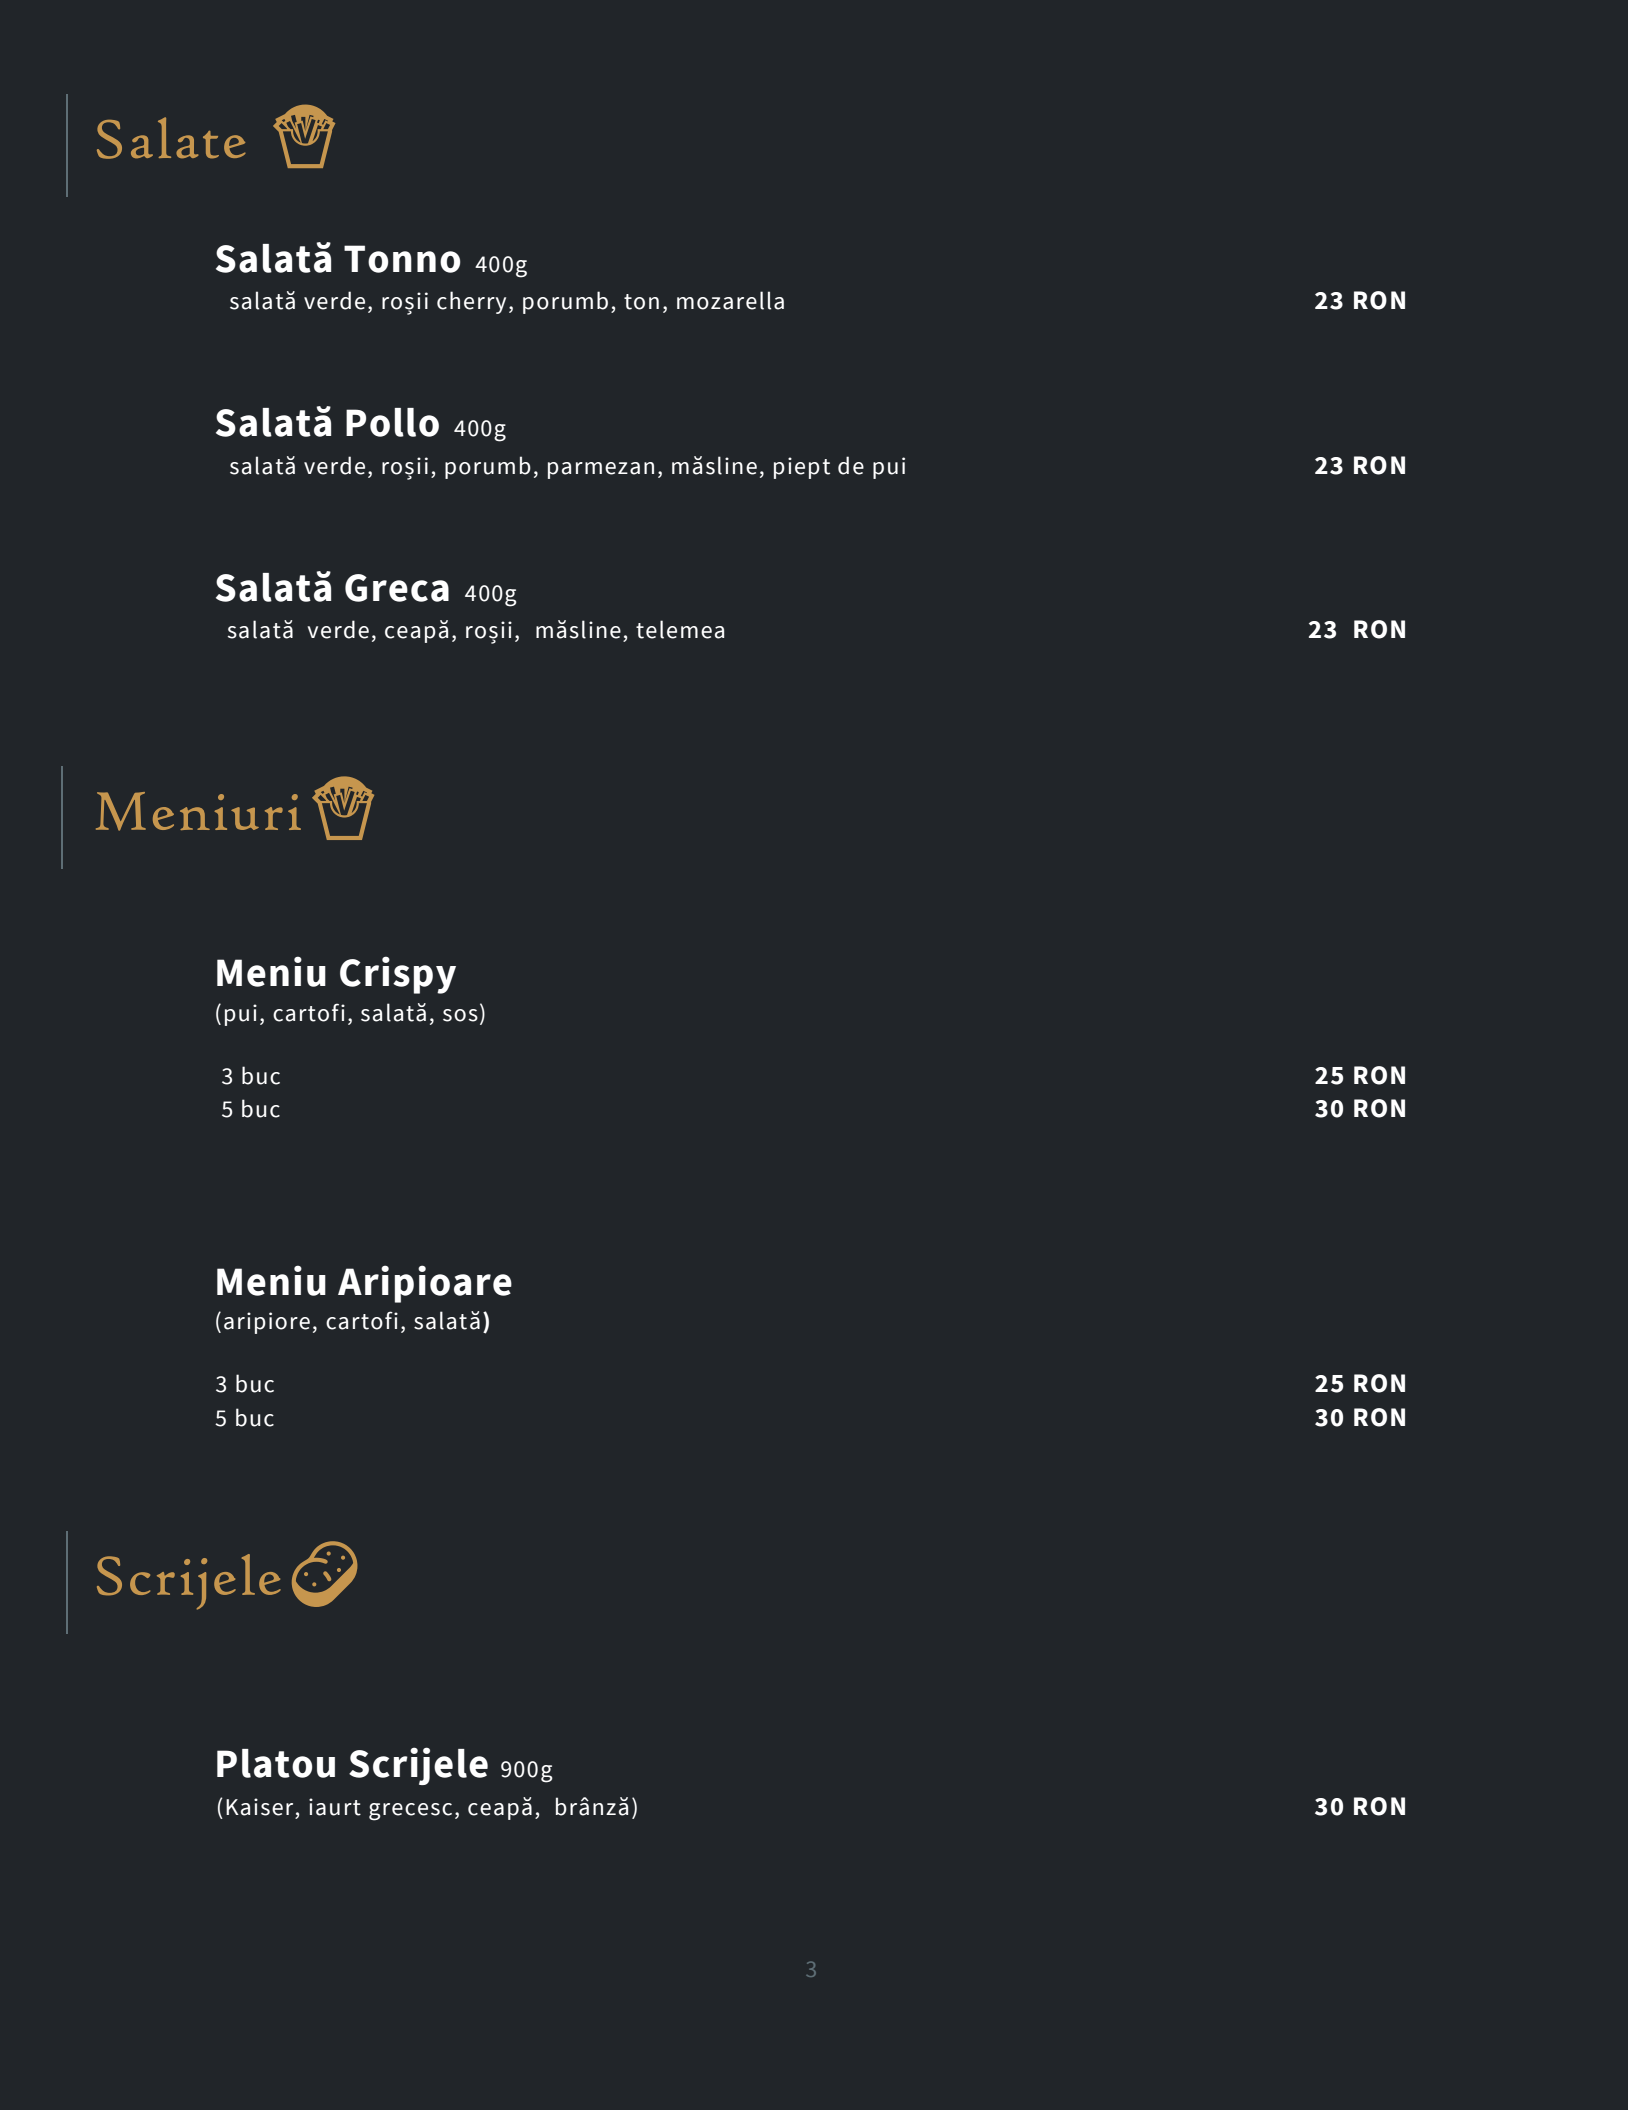 Salate
Salată Tonno 400g
salată verde, roșii cherry, porumb, ton, mozarella 23 RON
Salată Pollo 400g
salată verde, roșii, porumb, parmezan, măsline, piept de pui 23 RON
Salată Greca 400g
salată verde, ceapă, roșii, măsline, telemea 23 RON
Meniuri
Meniu Crispy
(pui, cartofi, salată, sos)
3 buc 25 RON
5 buc 30 RON
Meniu Aripioare
(aripiore, cartofi, salată)
3 buc 25 RON
5 buc 30 RON
Scrijele
Platou Scrijele 900g
(Kaiser, iaurt grecesc, ceapă, brânză) 30 RON
3